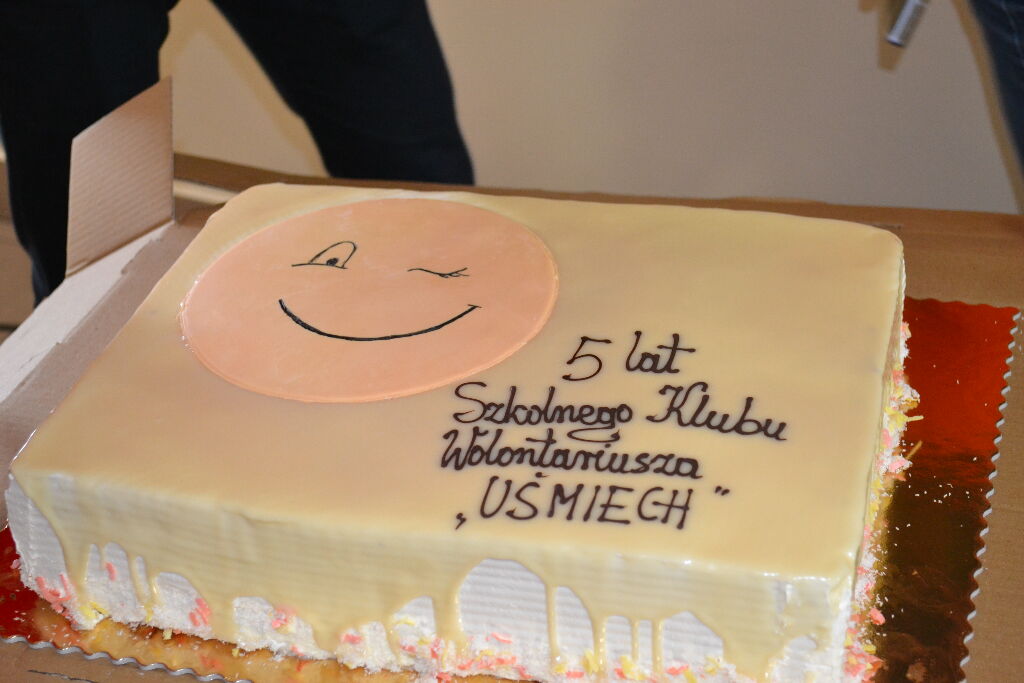 5 lat
Szkolnego Klubu
Wolontariusza
„UŚMIECH"